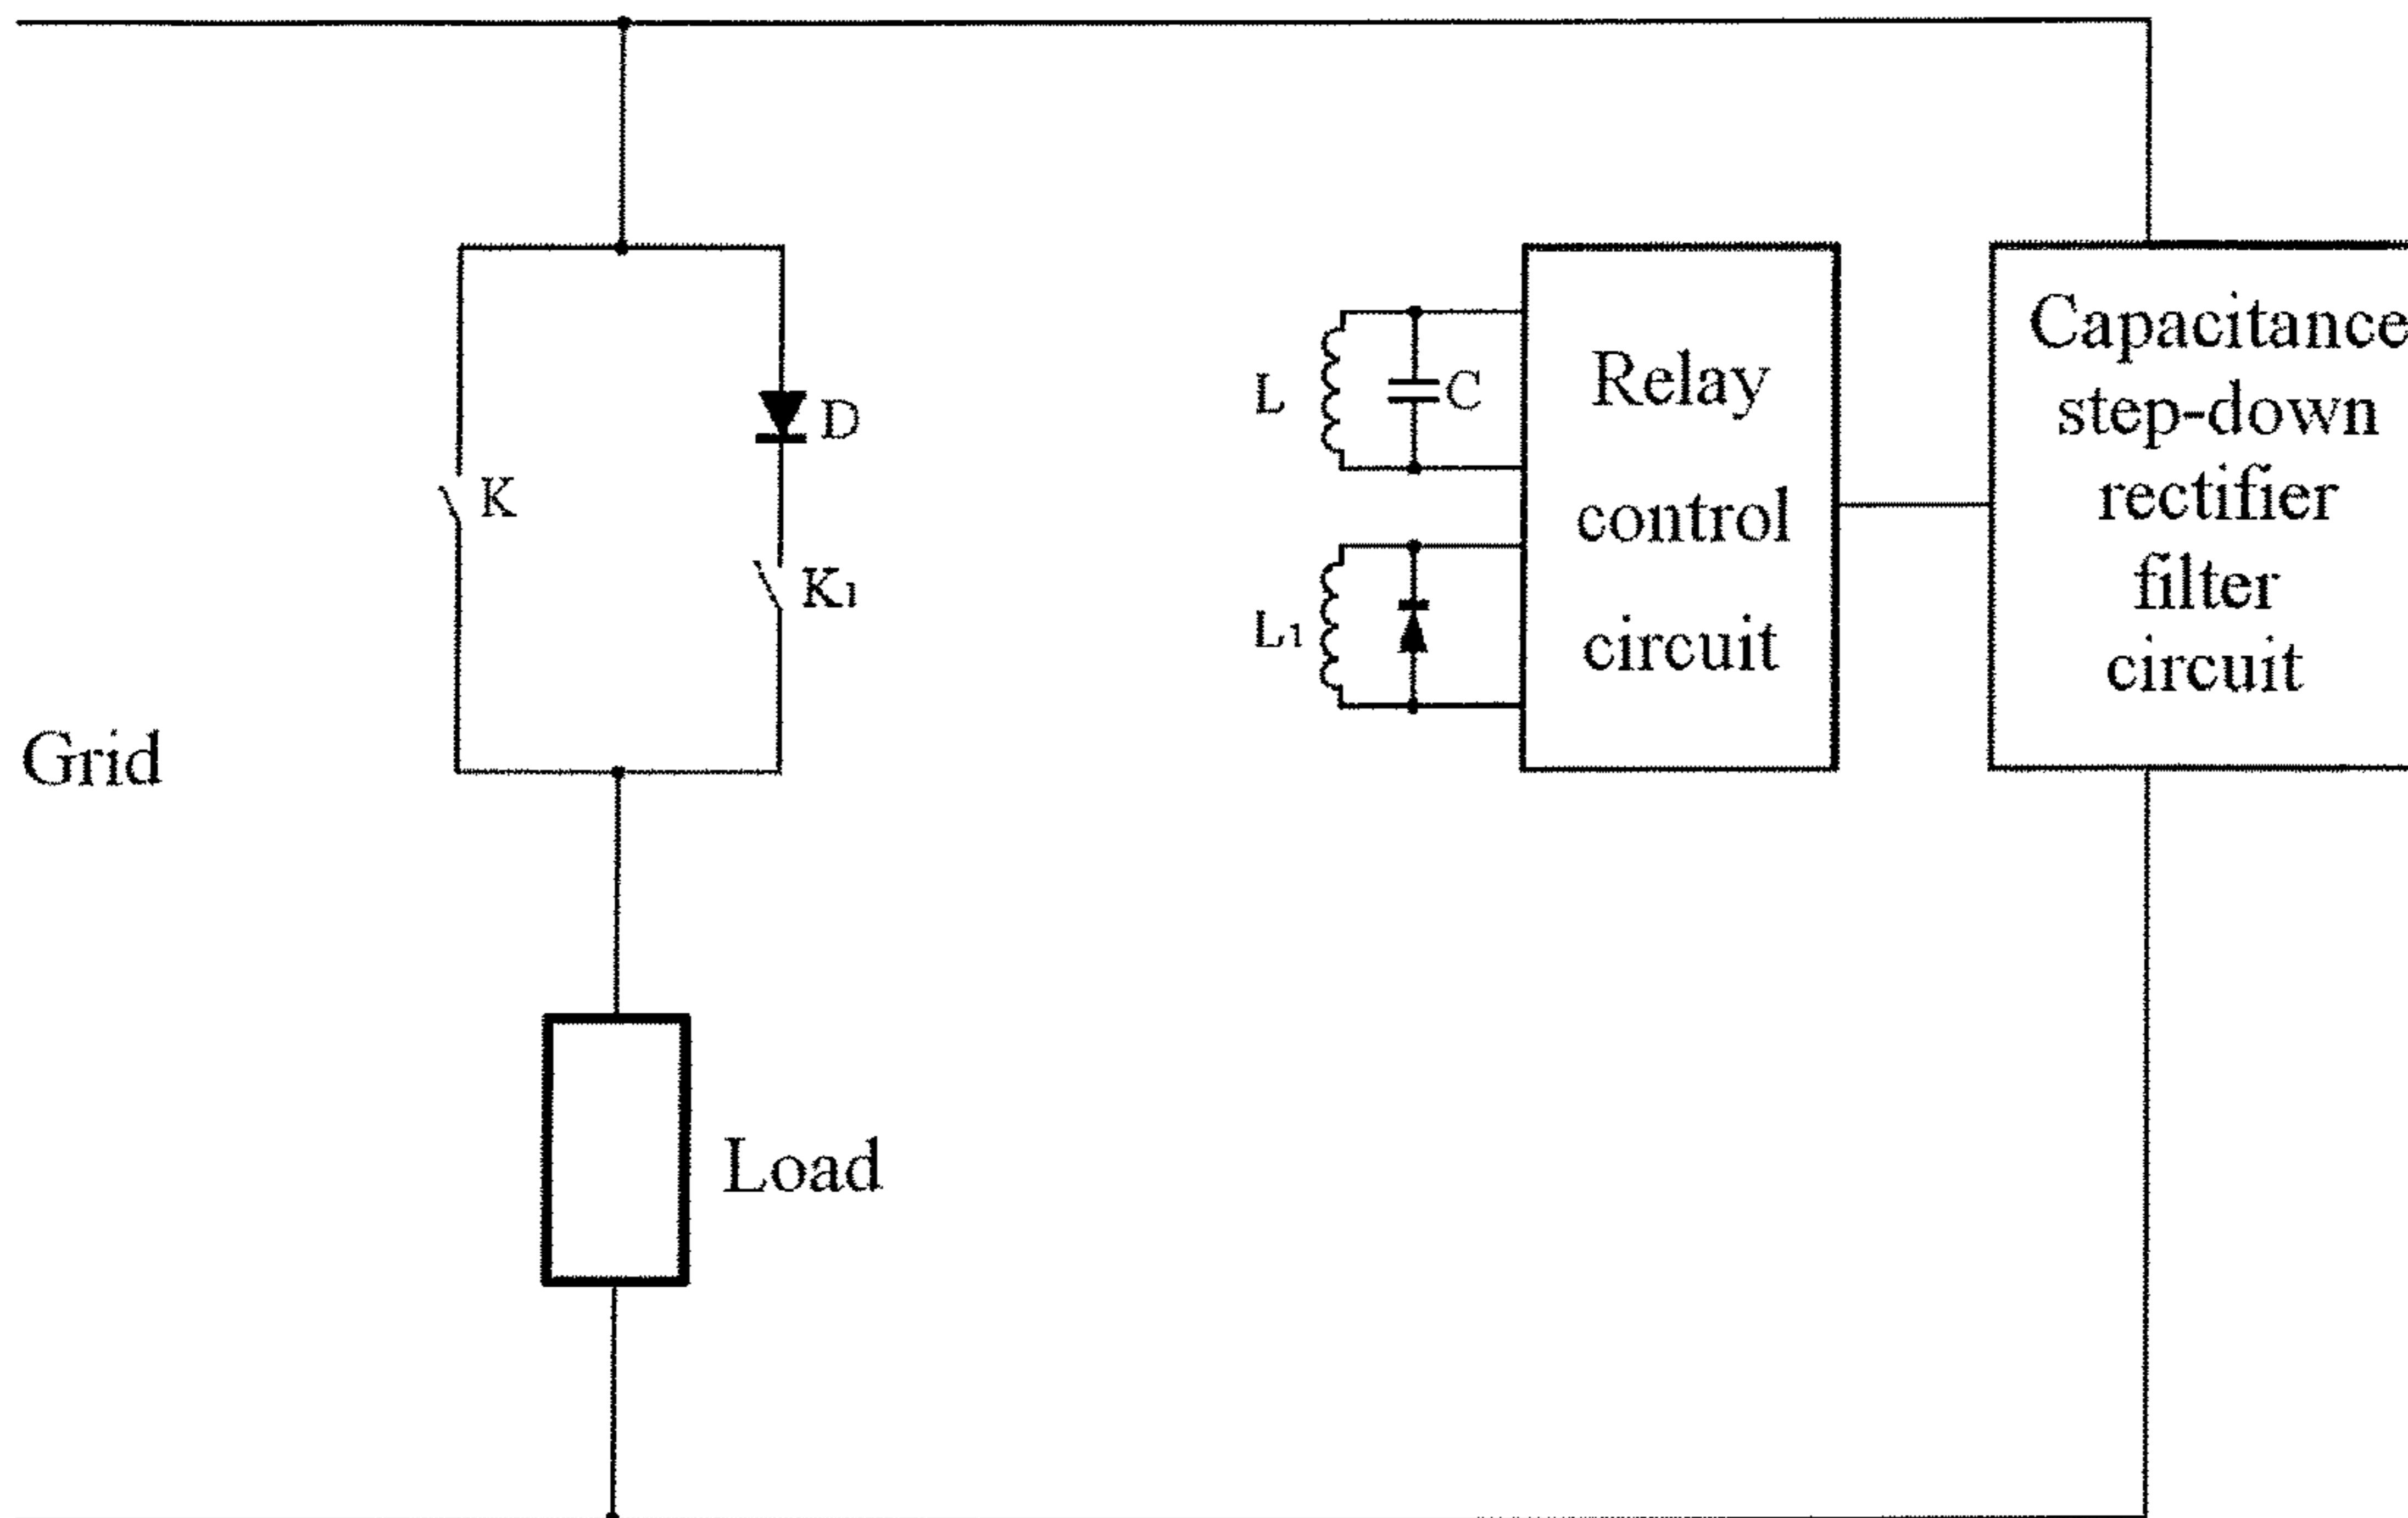 Grid
K
D
K1
Load
L
C
L1
Relay
control
circuit
Capacitance
step-down
rectifier
filter
circuit